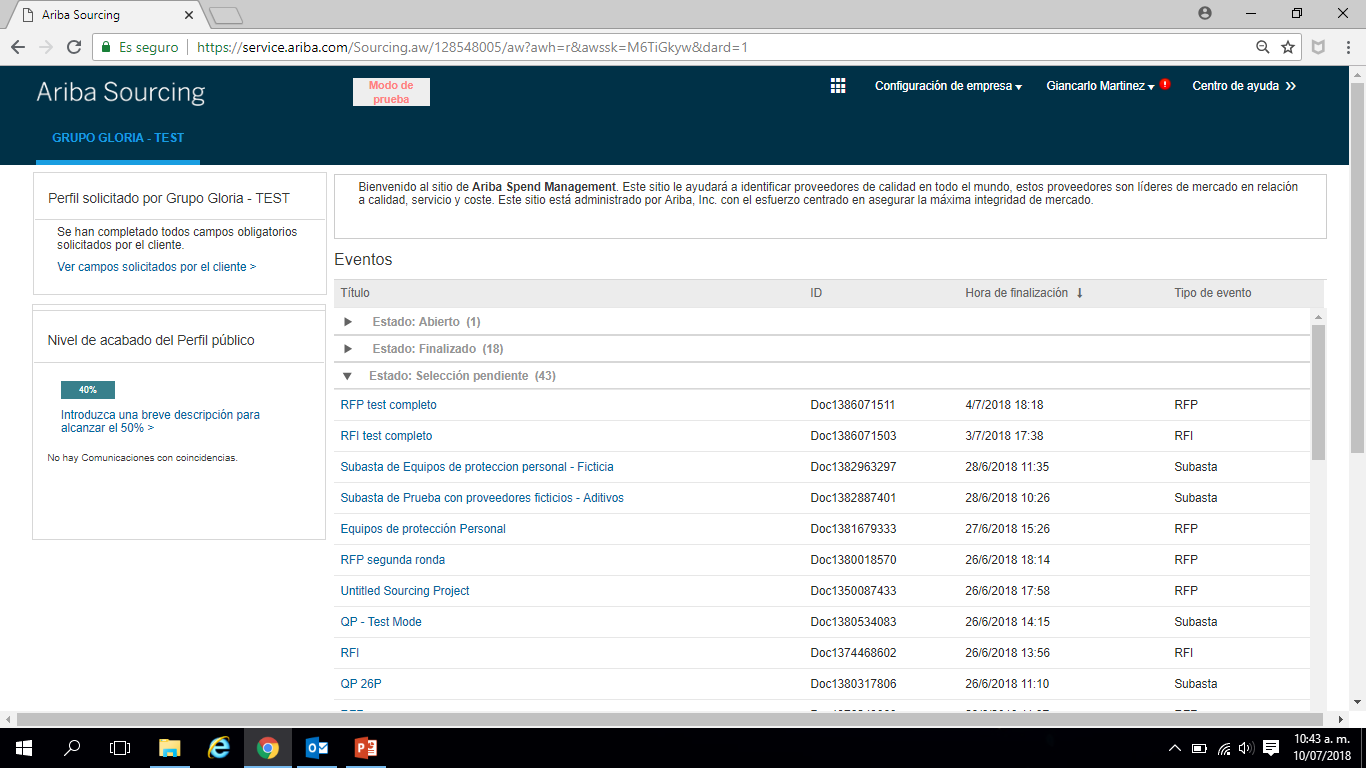 Ariba Sourcing
Es seguro
https://service.ariba.com/Sourcing.aw/128548005/aw?awh=r&awssk=M6TiGkyw&dard=1
Ariba Sourcing
Modo de
prueba
Configuración de empresa
Giancarlo Martinez
Centro de ayuda »
GRUPO GLORIA - TEST
Perfil solicitado por Grupo Gloria - TEST
Se han completado todos campos obligatorios
solicitados por el cliente.
Ver campos solicitados por el cliente >
Nivel de acabado del Perfil público
40%
Introduzca una breve descripción para
alcanzar el 50% >
No hay Comunicaciones con coincidencias.
Bienvenido al sitio de Ariba Spend Management. Este sitio le ayudará a identificar proveedores de calidad en todo el mundo, estos proveedores son líderes de mercado en relación
a calidad, servicio y coste. Este sitio está administrado por Ariba, Inc. con el esfuerzo centrado en asegurar la máxima integridad de mercado.
Eventos
Título ID Hora de finalización ↓ Tipo de evento
Estado: Abierto (1)
Estado: Finalizado (18)
Estado: Selección pendiente (43)
RFP test completo Doc1386071511 4/7/2018 18:18 RFP
RFI test completo Doc1386071503 3/7/2018 17:38 RFI
Subasta de Equipos de proteccion personal - Ficticia Doc1382963297 28/6/2018 11:35 Subasta
Subasta de Prueba con proveedores ficticios - Aditivos Doc1382887401 28/6/2018 10:26 Subasta
Equipos de protección Personal Doc1381679333 27/6/2018 15:26 RFP
RFP segunda ronda Doc1380018570 26/6/2018 18:14 RFP
Untitled Sourcing Project Doc1350087433 26/6/2018 17:58 RFP
QP - Test Mode Doc1380534083 26/6/2018 14:15 Subasta
RFI Doc1374468602 26/6/2018 13:56 RFI
QP 26P Doc1380317806 26/6/2018 11:10 Subasta
10:43 a. m.
10/07/2018